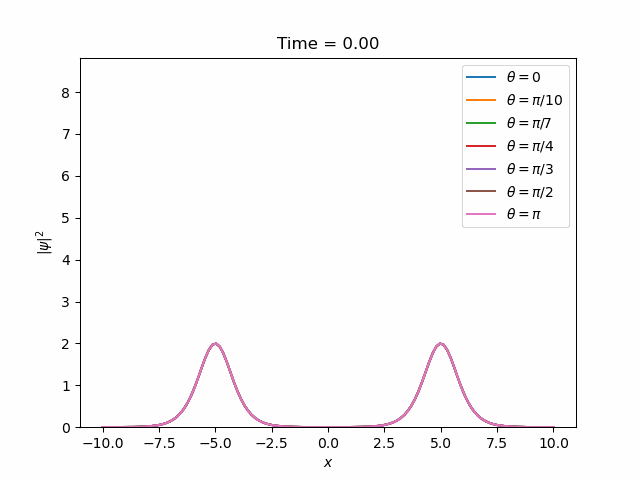 Time = 0.00
8
7
6
5
4
3
2
1
0
|ψ|²
θ = 0
θ = π/10
θ = π/7
θ = π/4
θ = π/3
θ = π/2
θ = π
−10.0 −7.5 −5.0 −2.5 0.0 2.5 5.0 7.5 10.0
x